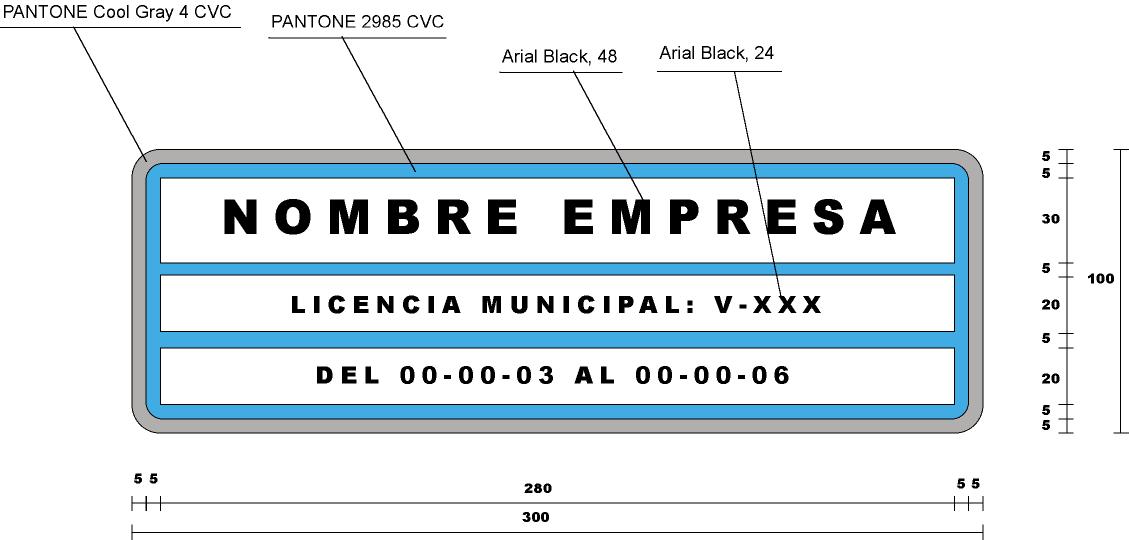 PANTONE Cool Gray 4 CVC
PANTONE 2985 CVC
Arial Black, 48
Arial Black, 24
NOMBRE EMPRESA
LICENCIA MUNICIPAL: V-XXX
DEL 00-00-03 AL 00-00-06
5
5
30
5
100
20
5
20
5
5
5 5
280
5 5
300